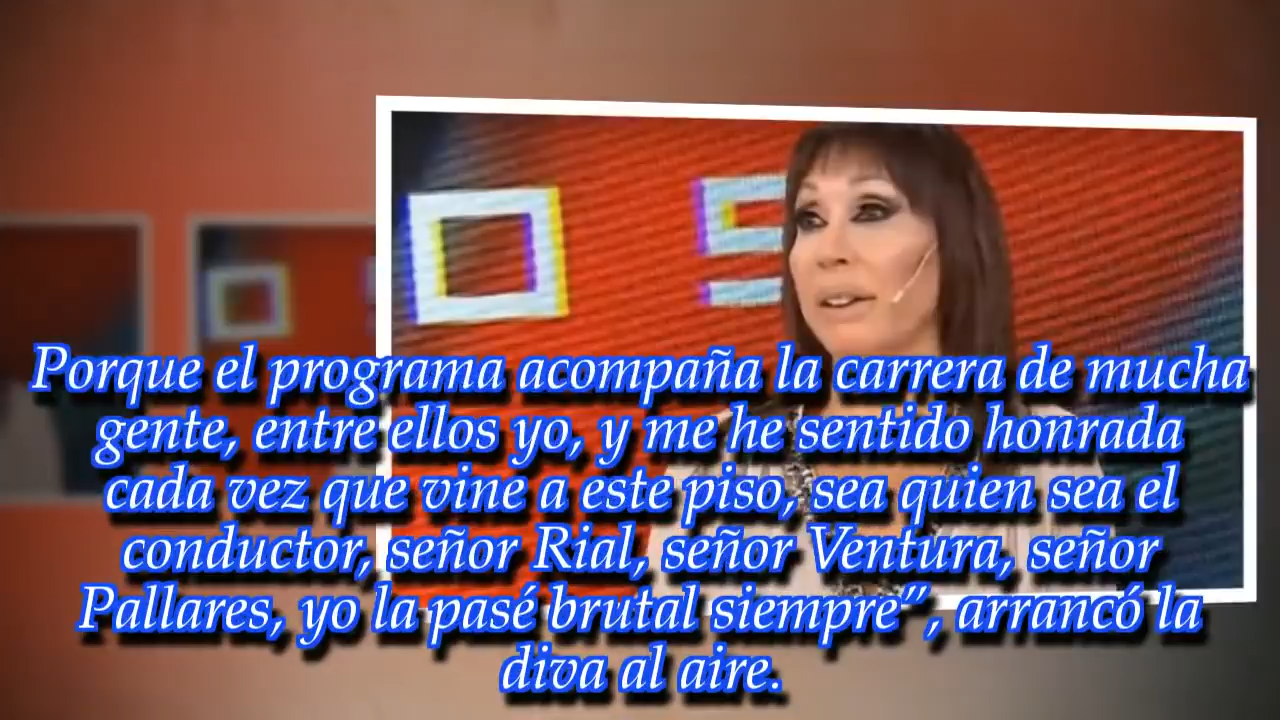 O S
Porque el programa acompaña la carrera de mucha
gente, entre ellos yo, y me he sentido honrada
cada vez que vine a este piso, sea quien sea el
conductor, señor Rial, señor Ventura, señor
Pallares, yo la pasé brutal siempre”, arrancó la
diva al aire.